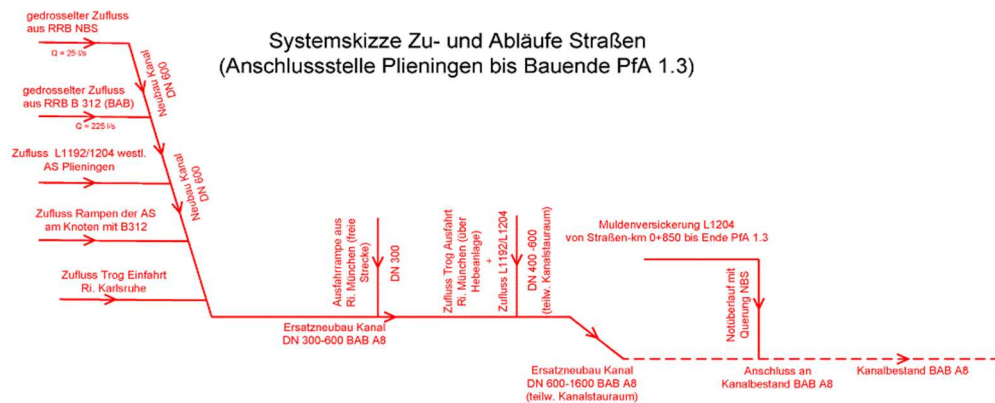 Systemskizze Zu- und Abläufe Straßen
(Anschlussstelle Plieningen bis Bauende PfA 1.3)
gedrosselter Zufluss
aus RRB NBS
Q = 25 l/s
Neubau Kanal
DN 600
gedrosselter Zufluss
aus RRB B 312 (BAB)
Q = 225 l/s
Zufluss L1192/1204 westl.
AS Plieningen
Neubau Kanal
DN 600
Zufluss Rampen der AS
am Knoten mit B312
Zufluss Trog Einfahrt
Ri. Karlsruhe
Ausfahrrampe aus
Ri. München (freie
Strecke)
DN 300
Zufluss Trog Ausfahrt
Ri. München (über
Hebeanlage)
+
Zufluss L1192/L1204
DN 400 -600
(teilw. Kanalstauraum)
Muldenversickerung L1204
von Straßen-km 0+850 bis Ende PfA 1.3
Notüberlauf mit
Querung NBS
Ersatzneubau Kanal
DN 300-600 BAB A8
Ersatzneubau Kanal
DN 600-1600 BAB A8
(teilw. Kanalstauraum)
Anschluss an
Kanalbestand BAB A8
Kanalbestand BAB A8